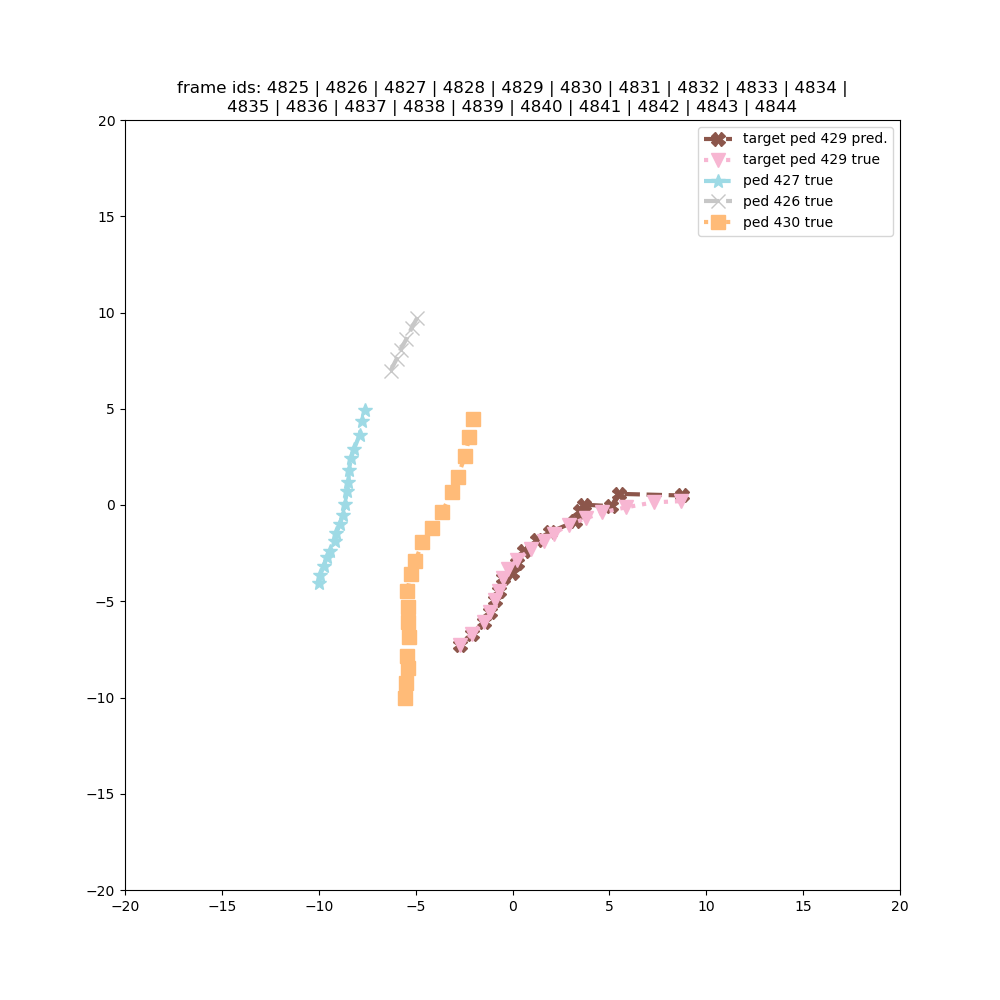 frame ids: 4825 | 4826 | 4827 | 4828 | 4829 | 4830 | 4831 | 4832 | 4833 | 4834 |
4835 | 4836 | 4837 | 4838 | 4839 | 4840 | 4841 | 4842 | 4843 | 4844
target ped 429 pred.
target ped 429 true
ped 427 true
ped 426 true
ped 430 true
20
15
10
5
0
−5
−10
−15
−20
−20 −15 −10 −5 0 5 10 15 20